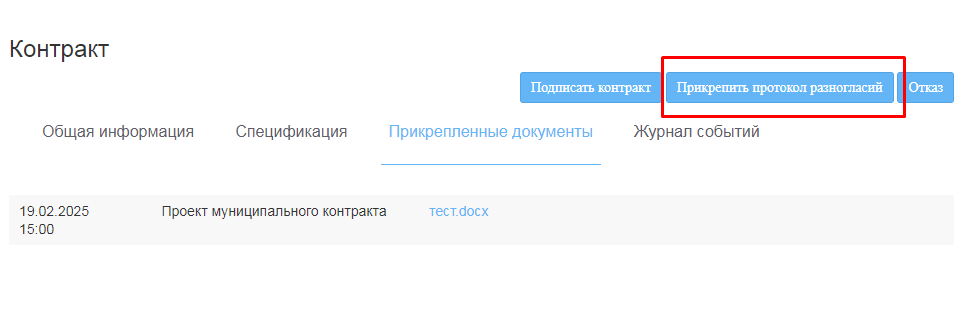 Контракт
Подписать контракт Прикрепить протокол разногласий Отказ
Общая информация Спецификация Прикрепленные документы Журнал событий
19.02.2025 Проект муниципального контракта тест.docx
15:00